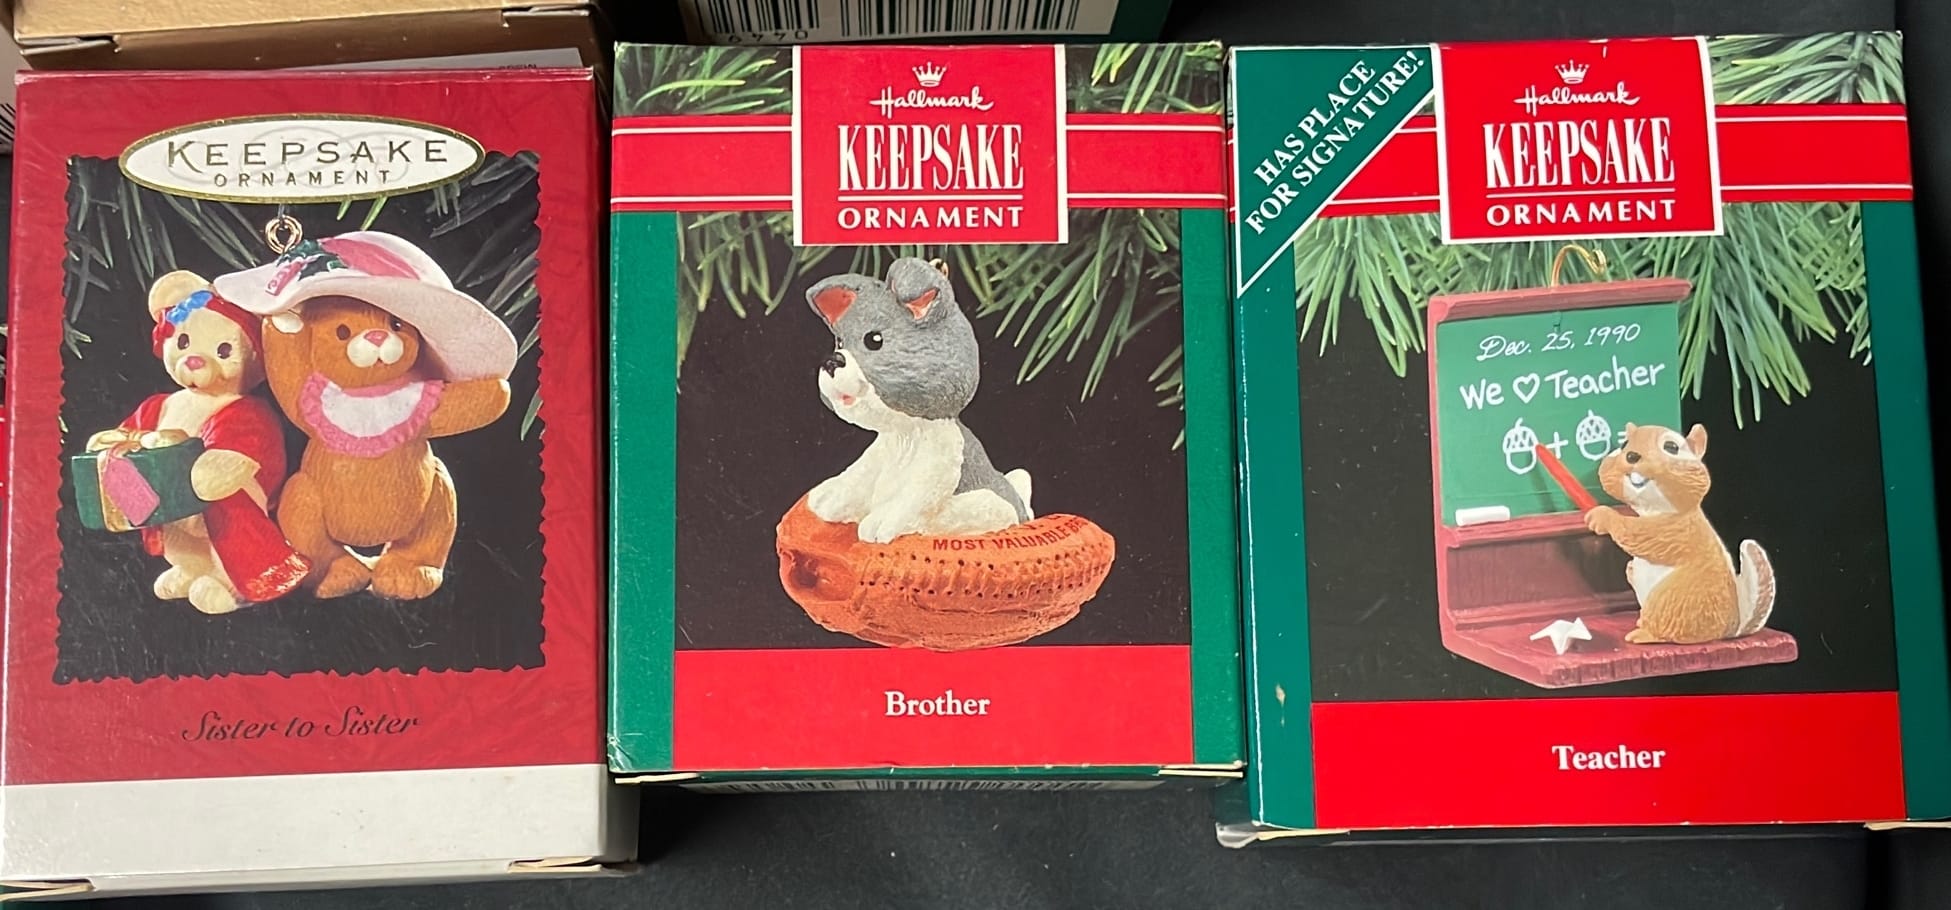 KEEPSAKE
ORNAMENT
Sister to Sister
Hallmark
KEEPSAKE
ORNAMENT
MOST VALUABLE
Brother
HAS PLACE
FOR SIGNATURE!
Hallmark
KEEPSAKE
ORNAMENT
Dec. 25, 1990
We ♡ Teacher
+
Teacher